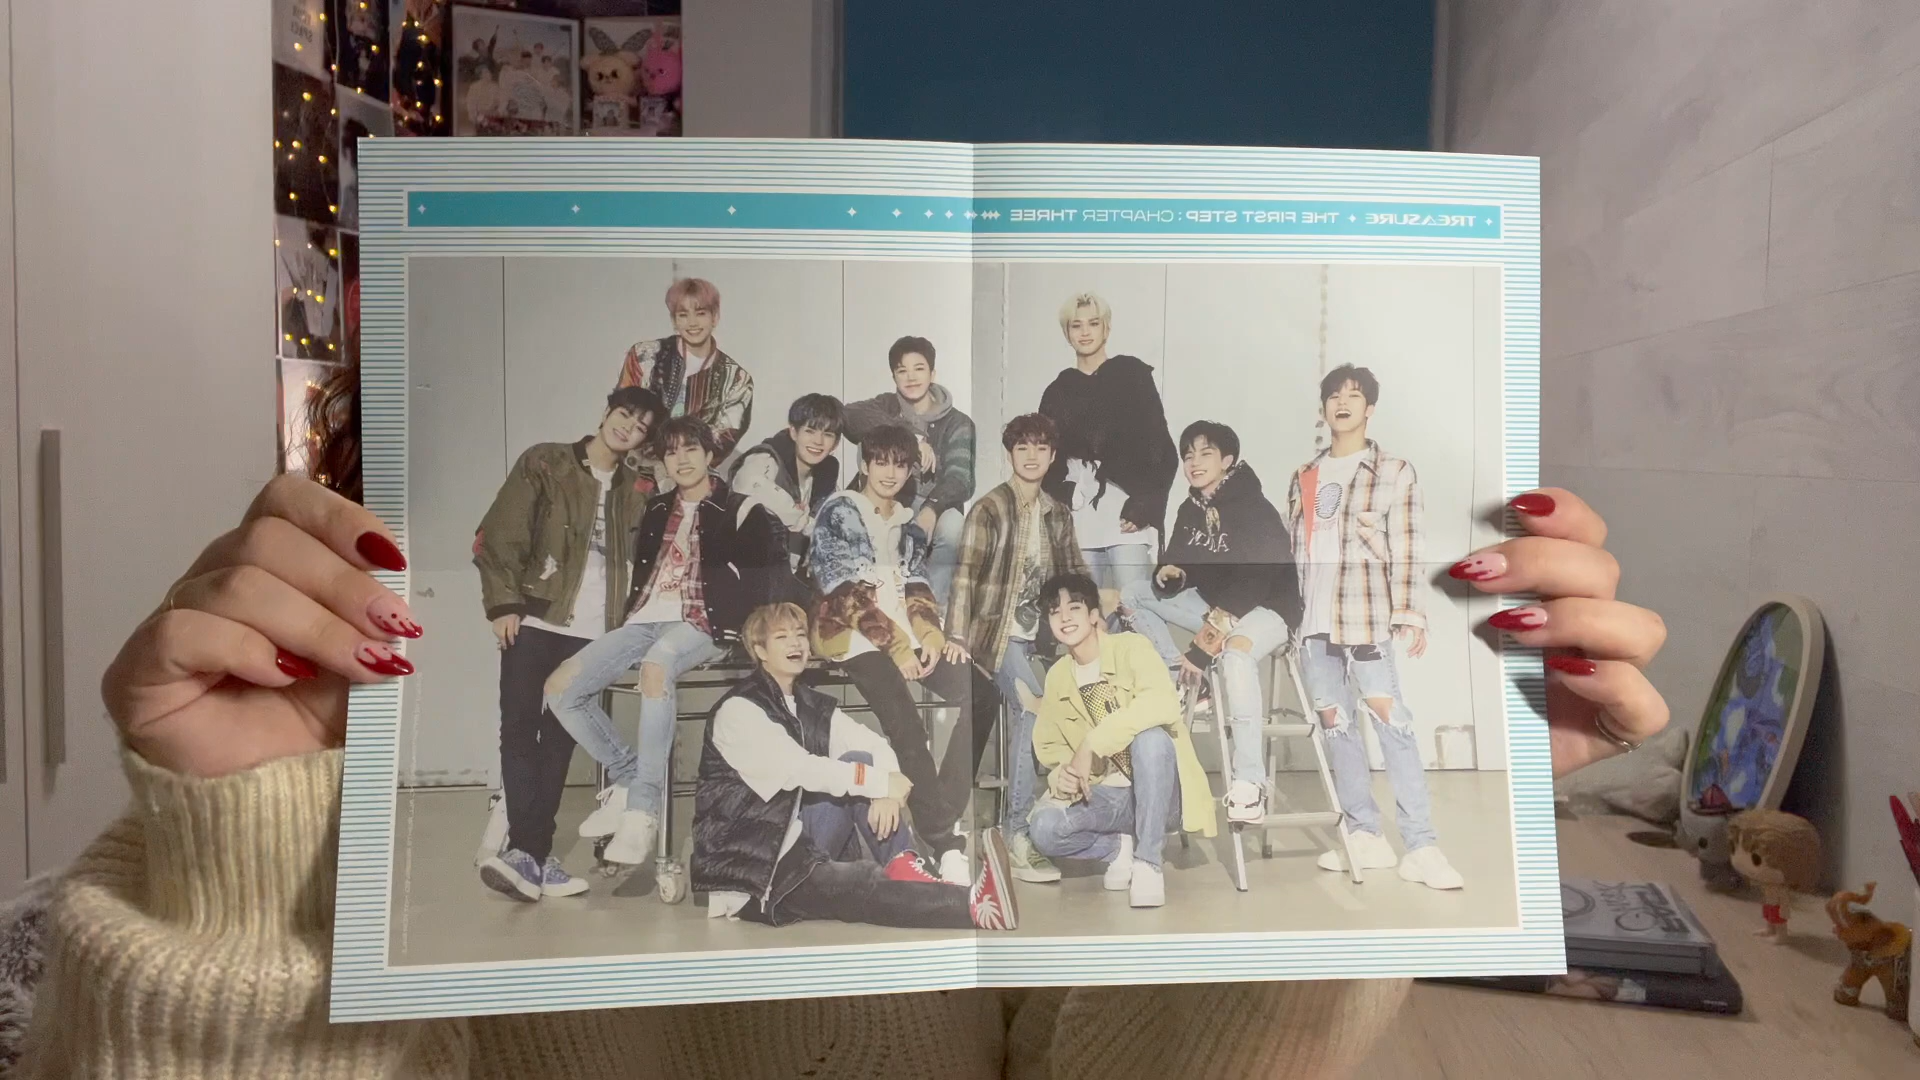 TREASURE ✦ THE FIRST STEP : CHAPTER THREE